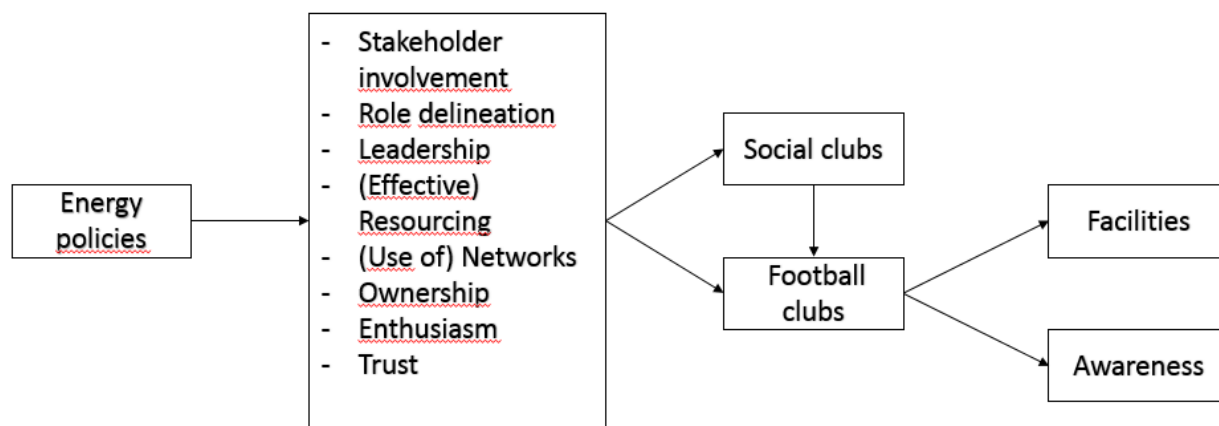 Energy
policies
- Stakeholder
involvement
- Role delineation
- Leadership
- (Effective)
Resourcing
- (Use of) Networks
- Ownership
- Enthusiasm
- Trust
Social clubs
Football
clubs
Facilities
Awareness